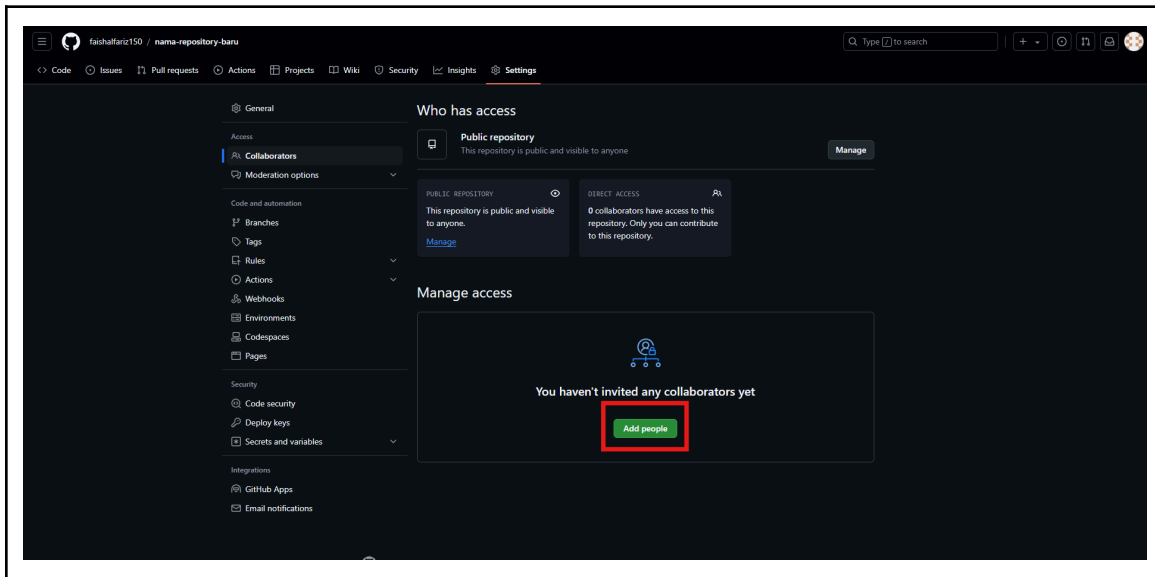 faishalfariz150 / nama-repository-baru
Type / to search
Code Issues Pull requests Actions Projects Wiki Security Insights Settings
General
Access
Collaborators
Moderation options
Code and automation
Branches
Tags
Rules
Actions
Webhooks
Environments
Codespaces
Pages
Security
Code security
Deploy keys
Secrets and variables
Integrations
GitHub Apps
Email notifications
Who has access
Public repository
This repository is public and visible to anyone
Manage
PUBLIC REPOSITORY
This repository is public and visible
to anyone.
Manage
DIRECT ACCESS
0 collaborators have access to this
repository. Only you can contribute
to this repository.
Manage access
You haven't invited any collaborators yet
Add people